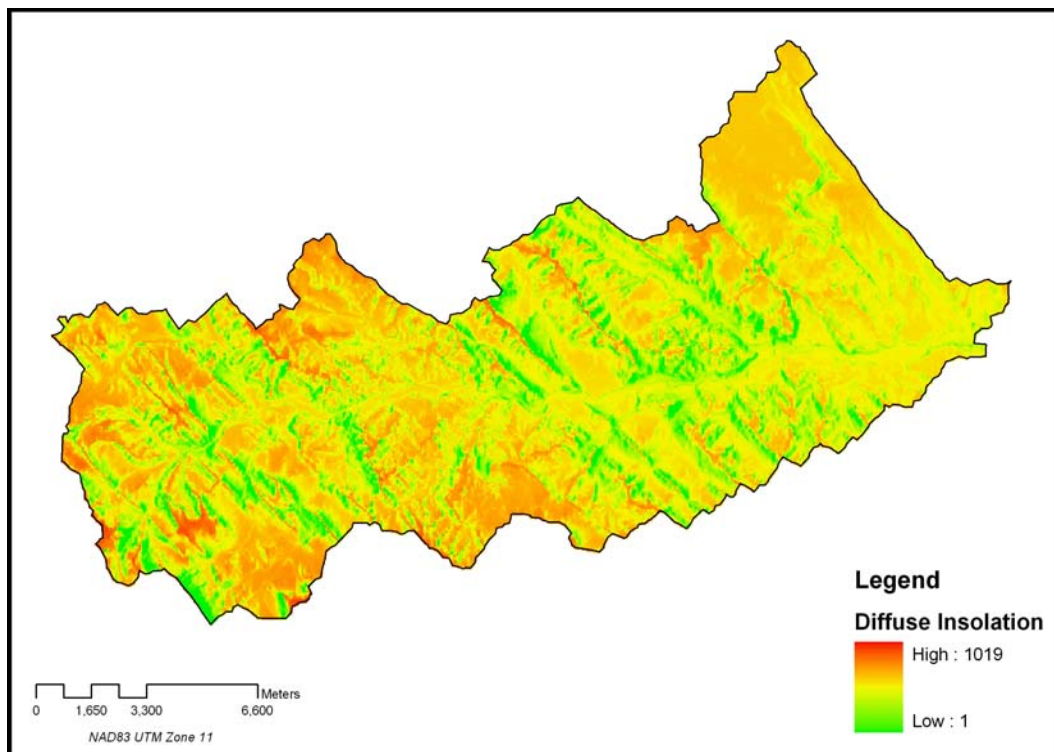 Legend
Diffuse Insolation
High : 1019
Low : 1
Meters
0 1,650 3,300 6,600
NAD83 UTM Zone 11